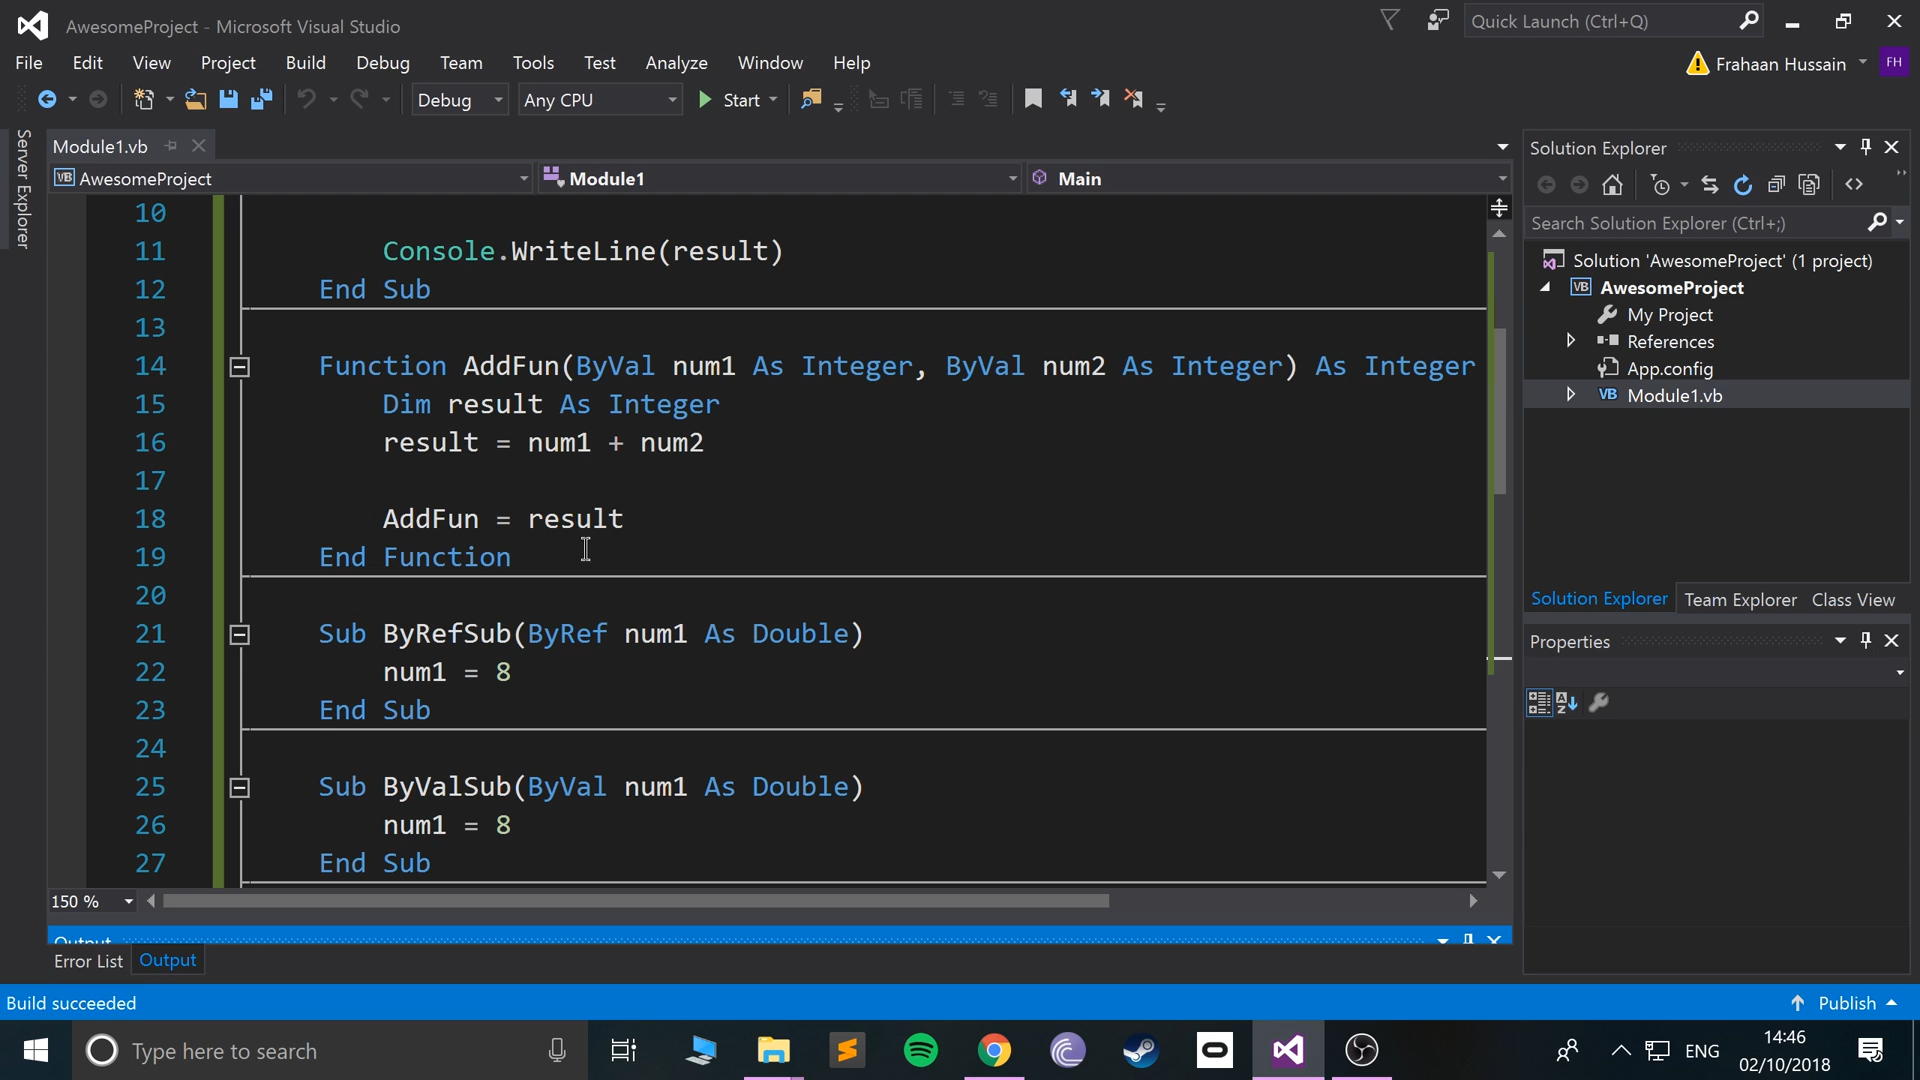 AwesomeProject - Microsoft Visual Studio
Quick Launch (Ctrl+Q)
File Edit View Project Build Debug Team Tools Test Analyze Window Help
Frahaan Hussain FH
Debug Any CPU Start
Server Explorer
Module1.vb
VB AwesomeProject Module1 Main
10
11 Console.WriteLine(result)
12 End Sub
13
14 Function AddFun(ByVal num1 As Integer, ByVal num2 As Integer) As Integer
15 Dim result As Integer
16 result = num1 + num2
17
18 AddFun = result
19 End Function
20
21 Sub ByRefSub(ByRef num1 As Double)
22 num1 = 8
23 End Sub
24
25 Sub ByValSub(ByVal num1 As Double)
26 num1 = 8
27 End Sub
150 %
Output
Error List Output
Build succeeded
Publish
Solution Explorer
Search Solution Explorer (Ctrl+;)
Solution 'AwesomeProject' (1 project)
VB AwesomeProject
My Project
References
App.config
VB Module1.vb
Solution Explorer Team Explorer Class View
Properties
Type here to search
ENG
14:46
02/10/2018